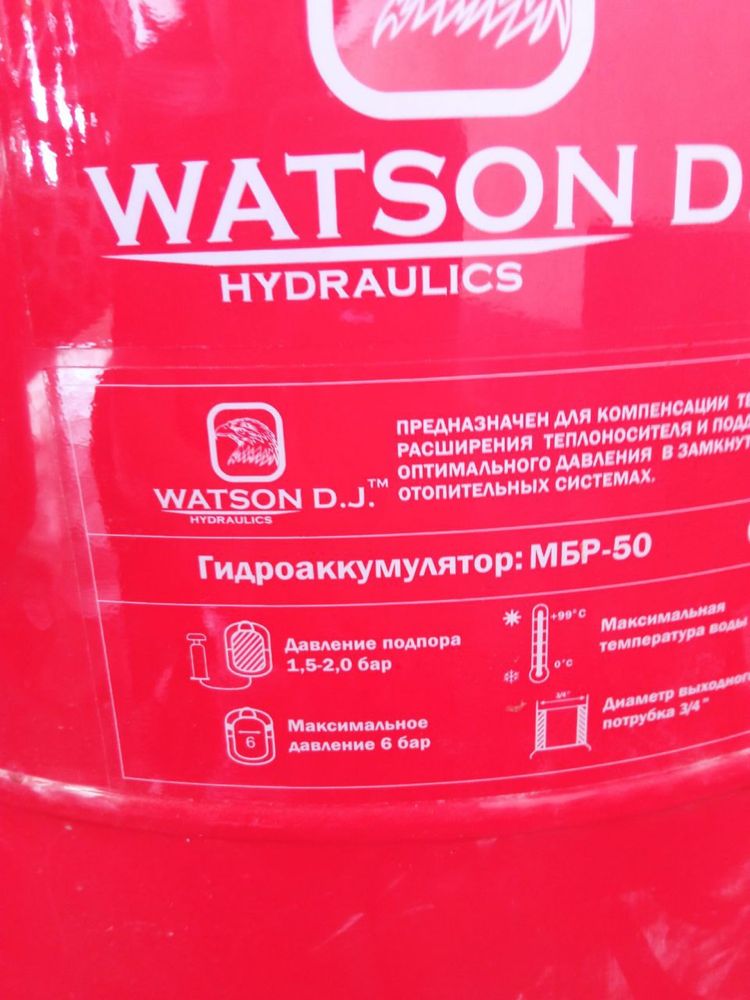 WATSON D.
HYDRAULICS
ПРЕДНАЗНАЧЕН ДЛЯ КОМПЕНСАЦИИ
РАСШИРЕНИЯ ТЕПЛОНОСИТЕЛЯ И
ОПТИМАЛЬНОГО ДАВЛЕНИЯ В
ОТОПИТЕЛЬНЫХ СИСТЕМАХ.
WATSON D.J.™
HYDRAULICS
Гидроаккумулятор: МБР-50
Давление подпора
1,5-2,0 бар
+99°C
0°C
Максимальная
температура воды
6
Максимальное
давление 6 бар
3/4"
Диаметр выходного
потрубка 3/4"